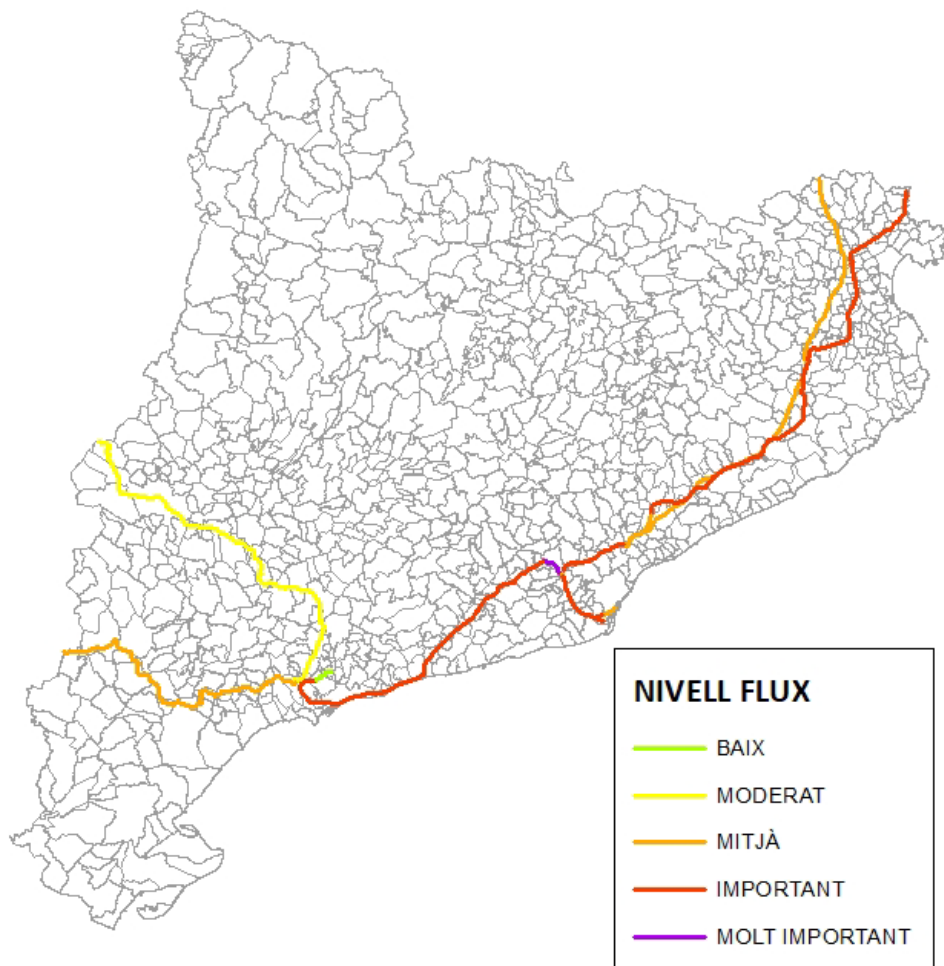 NIVELL FLUX
BAIX
MODERAT
MITJÀ
IMPORTANT
MOLT IMPORTANT